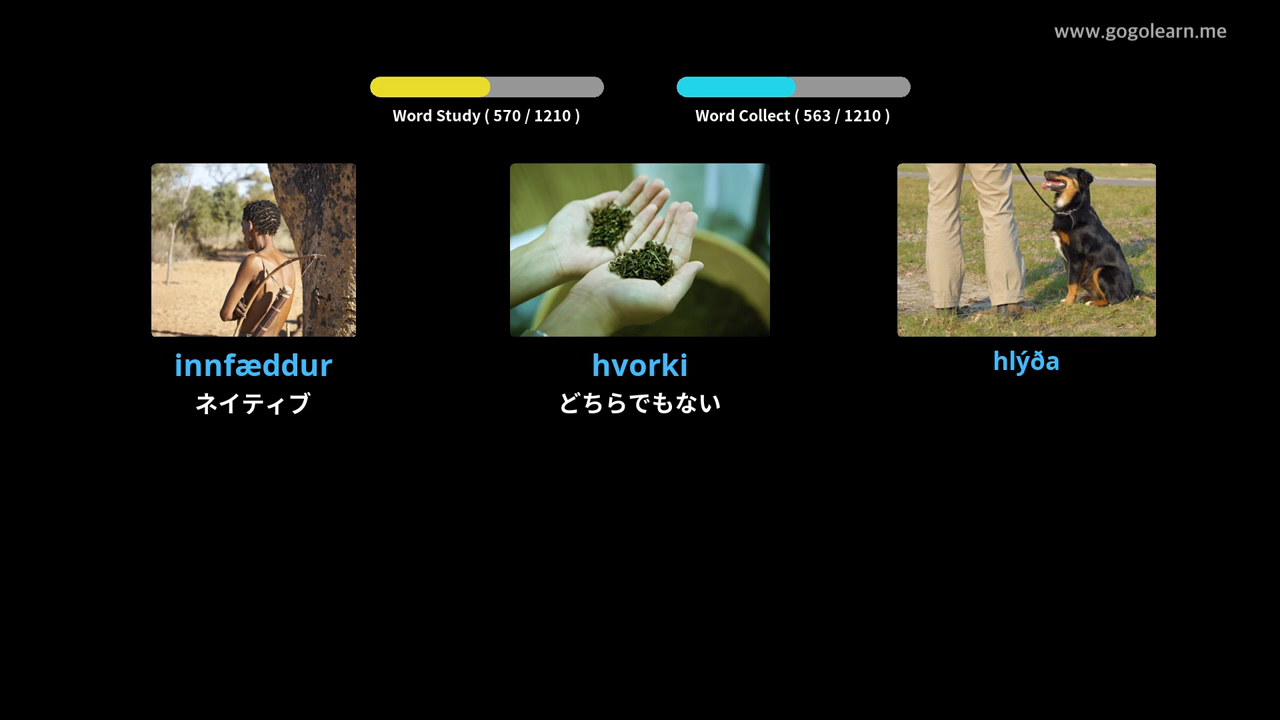 www.gogolearn.me
Word Study ( 570 / 1210 )
Word Collect ( 563 / 1210 )
innfæddur
ネイティブ
hvorki
どちらでもない
hlýða